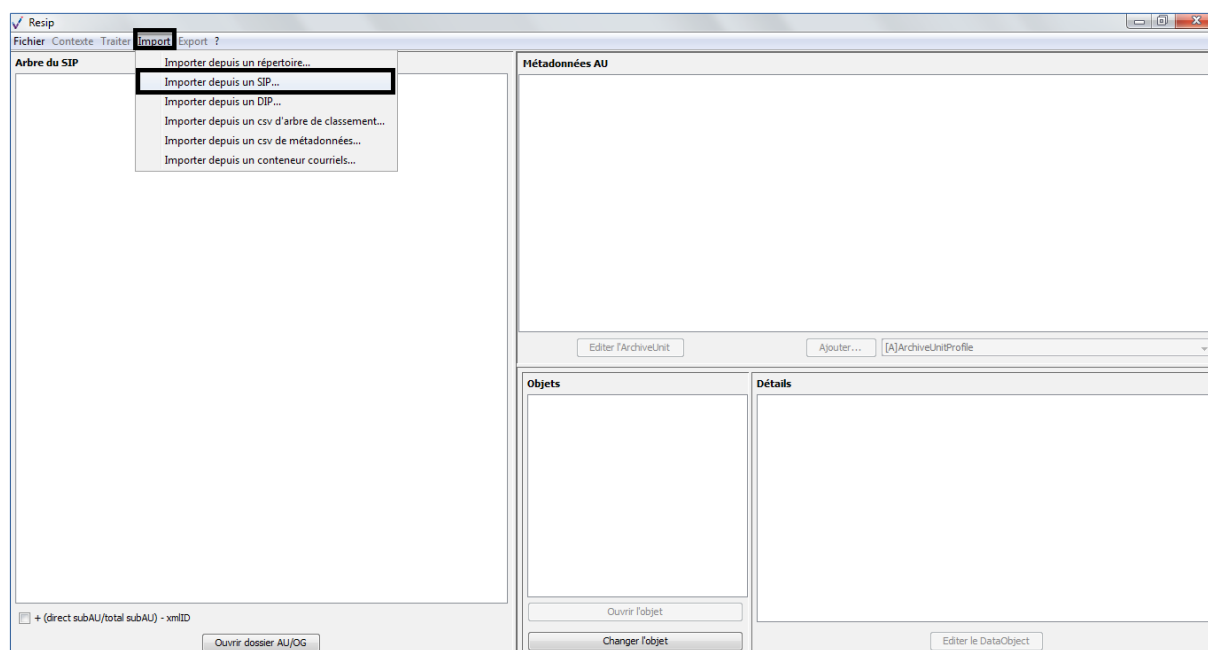 Resip
Fichier Contexte Traiter Import Export ?
Arbre du SIP
Importer depuis un répertoire...
Importer depuis un SIP...
Importer depuis un DIP...
Importer depuis un csv d'arbre de classement...
Importer depuis un csv de métadonnées...
Importer depuis un conteneur courriels...
+ (direct subAU/total subAU) - xmlID
Ouvrir dossier AU/OG
Métadonnées AU
Editer l'ArchiveUnit Ajouter... [A]ArchiveUnitProfile
Objets
Ouvrir l'objet
Changer l'objet
Détails
Editer le DataObject